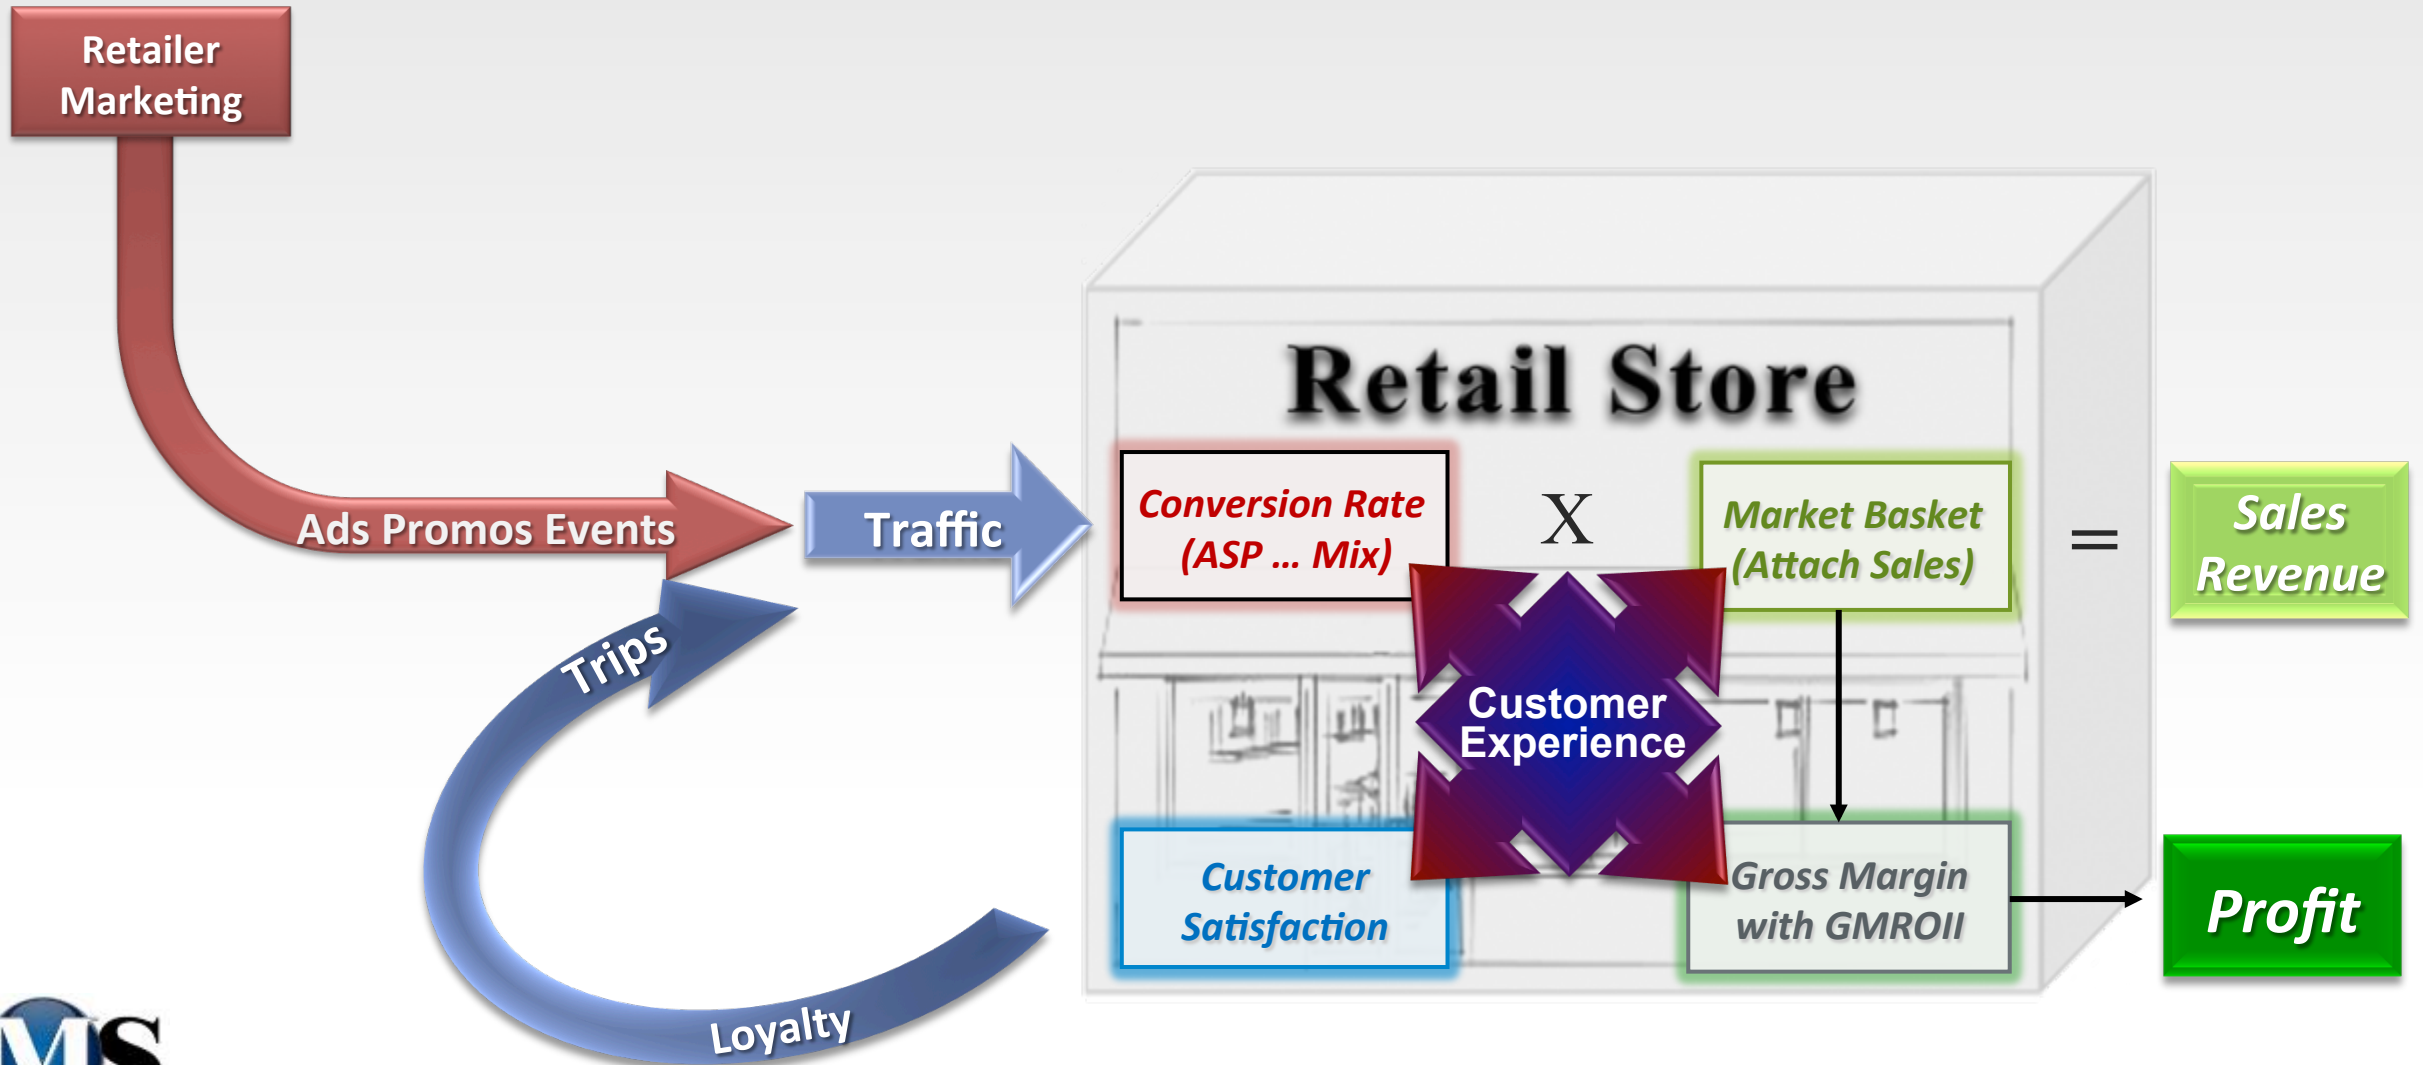 Retailer
Marketing
Retail Store
Ads Promos Events
Traffic
Conversion Rate
(ASP ... Mix)
X
Market Basket
(Attach Sales)
=
Sales
Revenue
Trips
Customer
Experience
Customer
Satisfaction
Gross Margin
with GMROII
Profit
Loyalty
MS